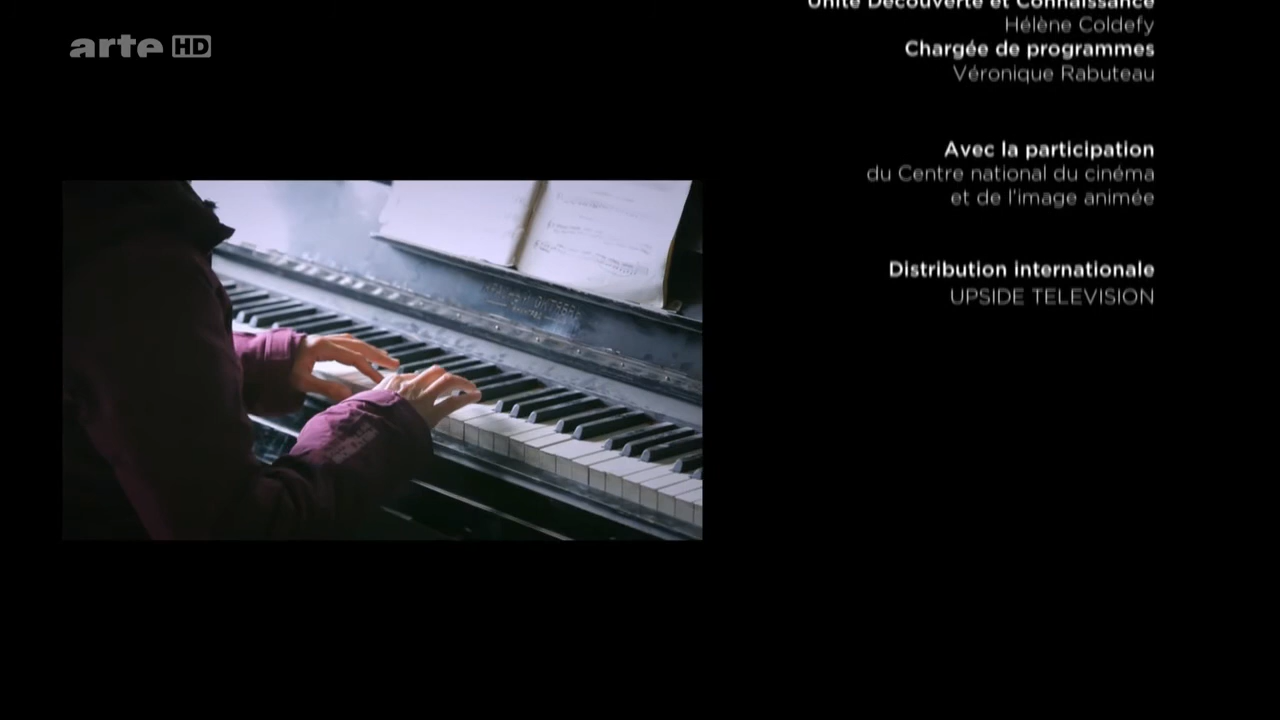 arte HD
Unité Découverte et Connaissance
Hélène Coldefy
Chargée de programmes
Véronique Rabuteau
Avec la participation
du Centre national du cinéma
et de l'image animée
Distribution internationale
UPSIDE TELEVISION